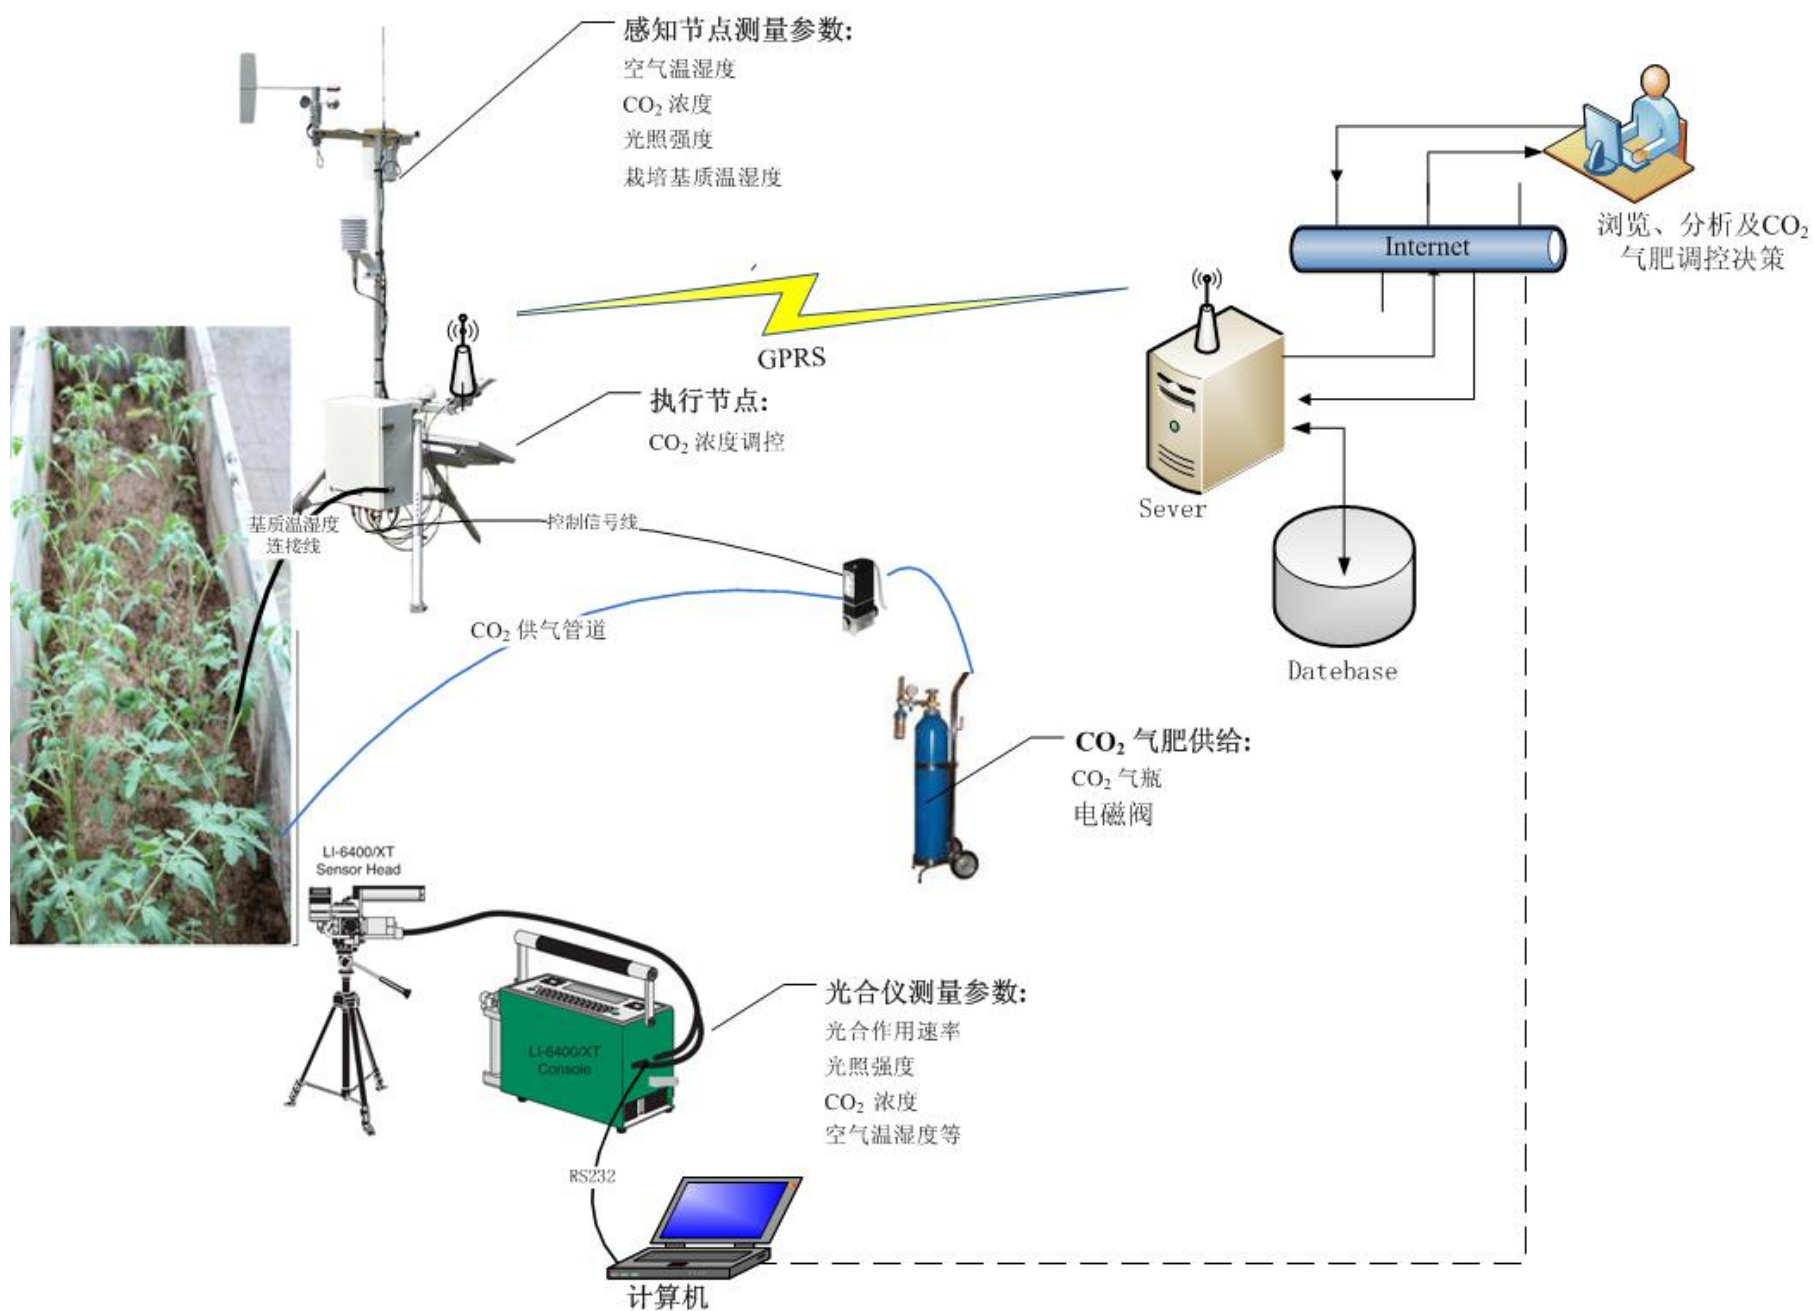 感知节点测量参数:
空气温湿度
CO₂ 浓度
光照强度
栽培基质温湿度
浏览、分析及CO₂
气肥调控决策
Internet
GPRS
执行节点:
CO₂ 浓度调控
Sever
基质温湿度
连接线
控制信号线
CO₂ 供气管道
Datebase
CO₂ 气肥供给:
CO₂ 气瓶
电磁阀
LI-6400/XT
Sensor Head
LI-6400/XT
Console
光合仪测量参数:
光合作用速率
光照强度
CO₂ 浓度
空气温湿度等
RS232
计算机